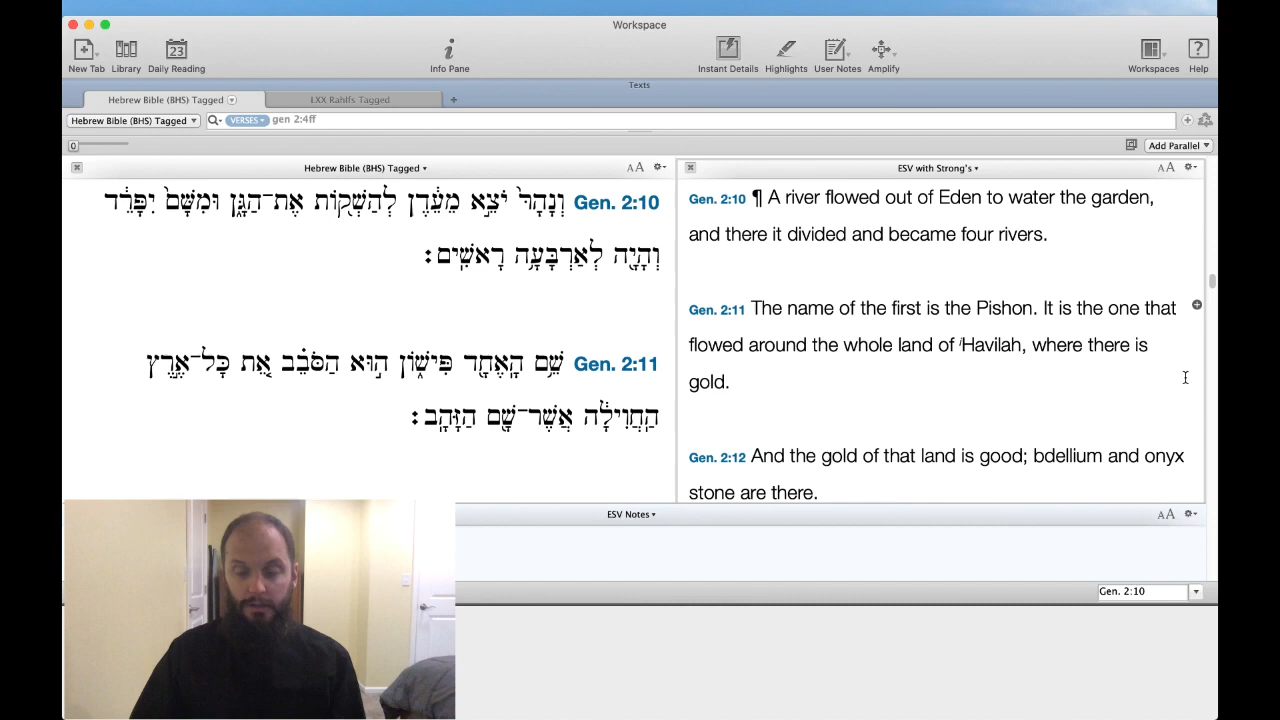 Workspace
New Tab Library Daily Reading Info Pane Instant Details Highlights User Notes Amplify Workspaces Help
23
Texts
Hebrew Bible (BHS) Tagged LXX Rahlfs Tagged +
Hebrew Bible (BHS) Tagged VERSES gen 2:4ff
0 Add Parallel
Hebrew Bible (BHS) Tagged AA
Gen. 2:10 וְנָהָר֙ יֹצֵ֣א מֵעֵ֔דֶן לְהַשְׁק֖וֹת אֶת־הַגָּ֑ן וּמִשָּׁם֙ יִפָּרֵ֔ד
וְהָיָ֖ה לְאַרְבָּעָ֥ה רָאשִֽׁים׃
Gen. 2:11 שֵׁ֥ם הָֽאֶחָ֖ד פִּישׁ֑וֹן ה֣וּא הַסֹּבֵ֗ב אֵ֚ת כָּל־אֶ֣רֶץ
הַֽחֲוִילָ֔ה אֲשֶׁר־שָׁ֖ם הַזָּהָֽב׃
ESV with Strong's AA
Gen. 2:10 ¶ A river flowed out of Eden to water the garden,
and there it divided and became four rivers.
Gen. 2:11 The name of the first is the Pishon. It is the one that
flowed around the whole land of iHavilah, where there is
gold.
Gen. 2:12 And the gold of that land is good; bdellium and onyx
stone are there.
ESV Notes AA
Gen. 2:10